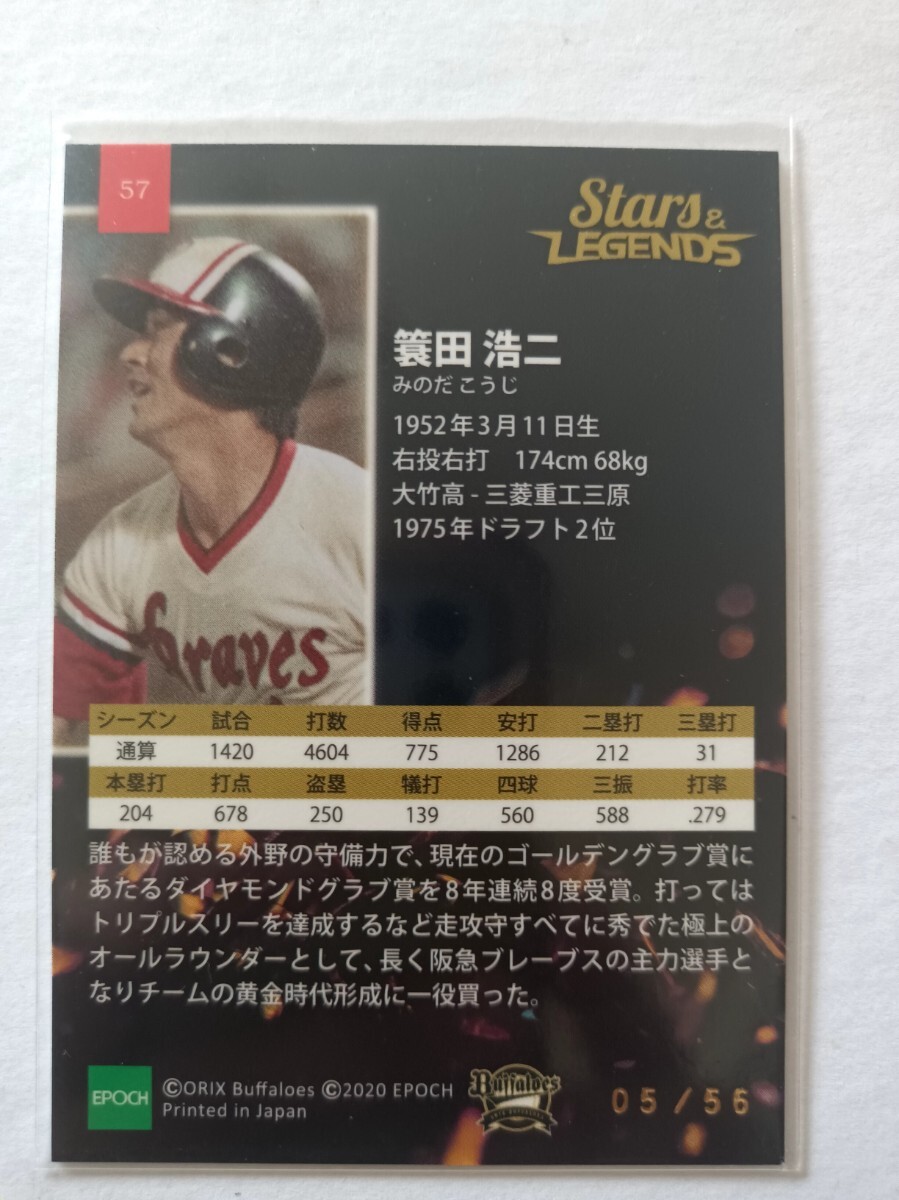 57
Stars &
LEGENDS
簑田 浩二
みのだ こうじ
1952年3月11日生
右投右打 174cm 68kg
大竹高 - 三菱重工三原
1975年ドラフト2位
Braves
シーズン 試合 打数 得点 安打 二塁打 三塁打
通算 1420 4604 775 1286 212 31
本塁打 打点 盗塁 犠打 四球 三振 打率
204 678 250 139 560 588 .279
誰もが認める外野の守備力で、現在のゴールデングラブ賞に
あたるダイヤモンドグラブ賞を8年連続8度受賞。打っては
トリプルスリーを達成するなど走攻守すべてに秀でた極上の
オールラウンダーとして、長く阪急ブレーブスの主力選手と
なりチームの黄金時代形成に一役買った。
EPOCH
©ORIX Buffaloes ©2020 EPOCH
Printed in Japan
Buffaloes
05/56